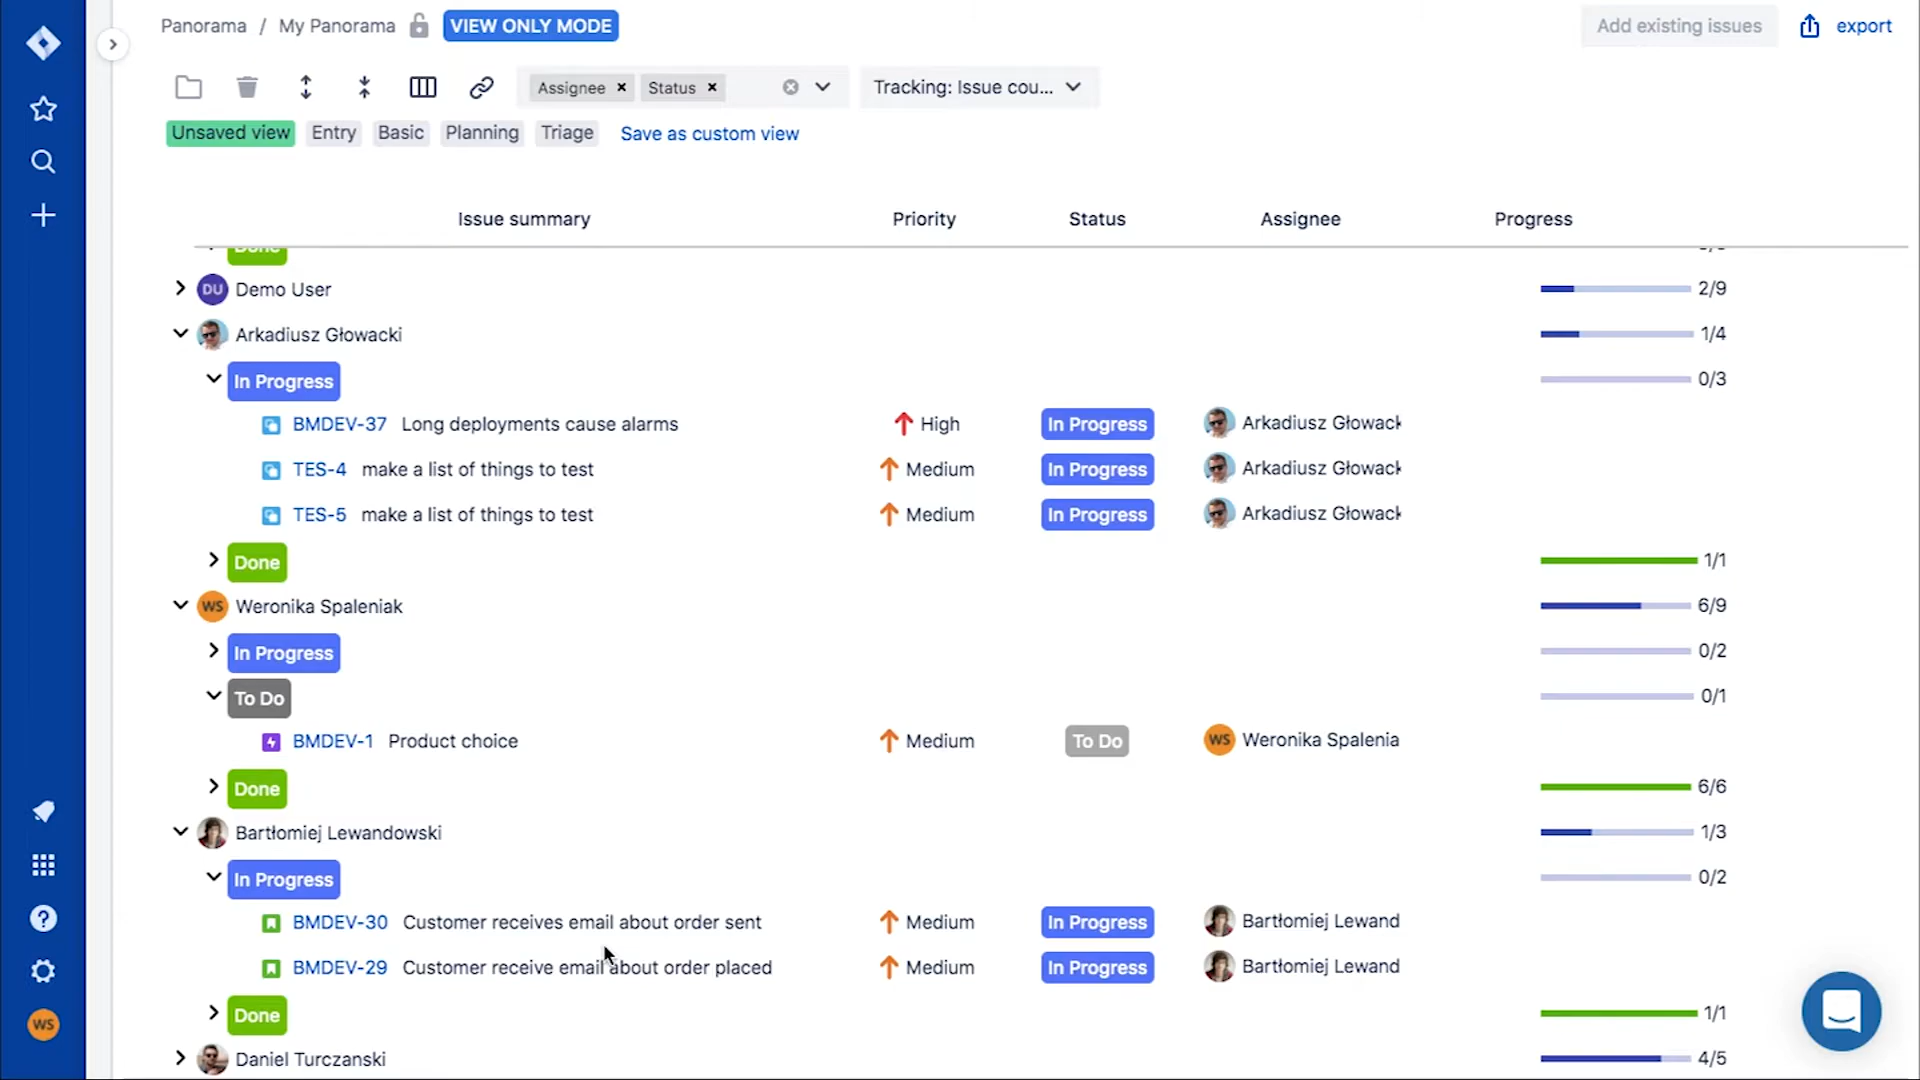 Panorama / My Panorama VIEW ONLY MODE Add existing issues export
Assignee × Status × Tracking: Issue cou...
Unsaved view Entry Basic Planning Triage Save as custom view
Issue summary Priority Status Assignee Progress
Done
DU Demo User 2/9
Arkadiusz Głowacki 1/4
In Progress 0/3
BMDEV-37 Long deployments cause alarms High In Progress Arkadiusz Głowack
TES-4 make a list of things to test Medium In Progress Arkadiusz Głowack
TES-5 make a list of things to test Medium In Progress Arkadiusz Głowack
Done 1/1
WS Weronika Spaleniak 6/9
In Progress 0/2
To Do 0/1
BMDEV-1 Product choice Medium To Do WS Weronika Spalenia
Done 6/6
Bartłomiej Lewandowski 1/3
In Progress 0/2
BMDEV-30 Customer receives email about order sent Medium In Progress Bartłomiej Lewand
BMDEV-29 Customer receive email about order placed Medium In Progress Bartłomiej Lewand
Done 1/1
WS
Daniel Turczanski 4/5